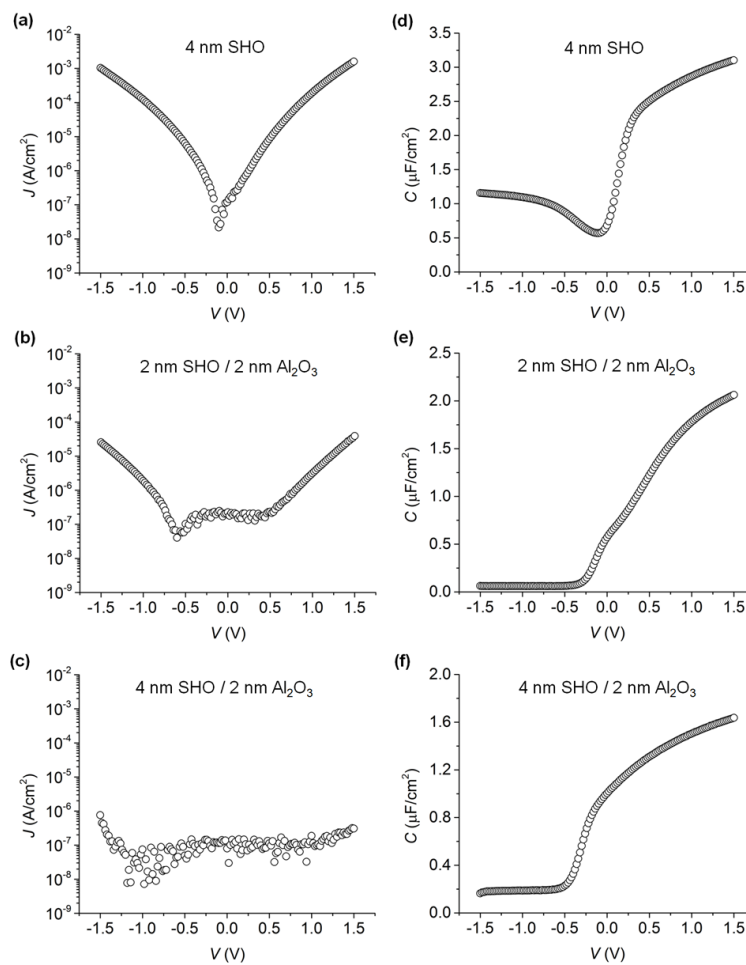 (a)
4 nm SHO
10⁻²
10⁻³
10⁻⁴
10⁻⁵
10⁻⁶
10⁻⁷
10⁻⁸
10⁻⁹
J (A/cm²)
-1.5 -1.0 -0.5 0.0 0.5 1.0 1.5
V (V)
(d)
4 nm SHO
3.5
3.0
2.5
2.0
1.5
1.0
0.5
0.0
C (μF/cm²)
-1.5 -1.0 -0.5 0.0 0.5 1.0 1.5
V (V)
(b)
2 nm SHO / 2 nm Al₂O₃
10⁻²
10⁻³
10⁻⁴
10⁻⁵
10⁻⁶
10⁻⁷
10⁻⁸
10⁻⁹
J (A/cm²)
-1.5 -1.0 -0.5 0.0 0.5 1.0 1.5
V (V)
(e)
2 nm SHO / 2 nm Al₂O₃
2.5
2.0
1.5
1.0
0.5
0.0
C (μF/cm²)
-1.5 -1.0 -0.5 0.0 0.5 1.0 1.5
V (V)
(c)
4 nm SHO / 2 nm Al₂O₃
10⁻²
10⁻³
10⁻⁴
10⁻⁵
10⁻⁶
10⁻⁷
10⁻⁸
10⁻⁹
J (A/cm²)
-1.5 -1.0 -0.5 0.0 0.5 1.0 1.5
V (V)
(f)
4 nm SHO / 2 nm Al₂O₃
2.0
1.6
1.2
0.8
0.4
0.0
C (μF/cm²)
-1.5 -1.0 -0.5 0.0 0.5 1.0 1.5
V (V)